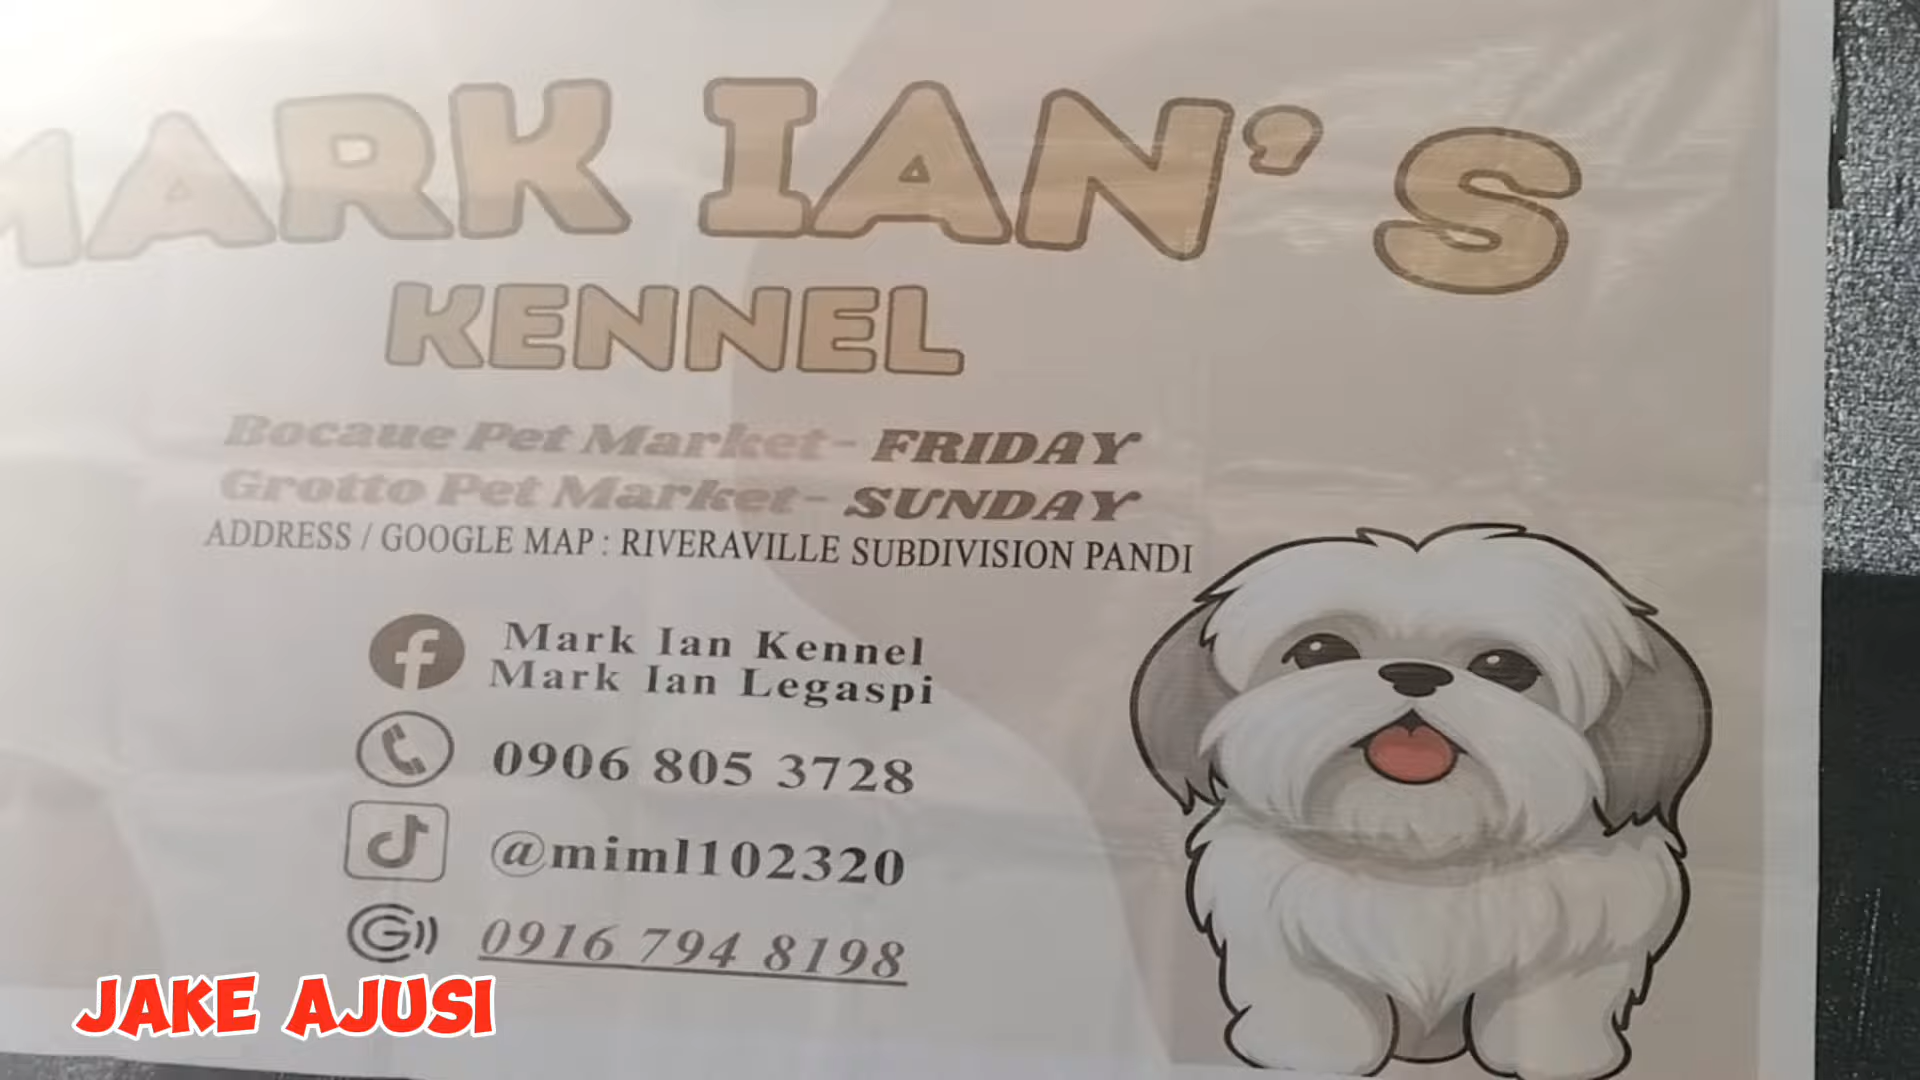 MARK IAN'S
KENNEL
Bocaue Pet Market- FRIDAY
Grotto Pet Market- SUNDAY
ADDRESS / GOOGLE MAP : RIVERAVILLE SUBDIVISION PANDI
Mark Ian Kennel
Mark Ian Legaspi
0906 805 3728
@miml102320
0916 794 8198
JAKE AJUSI